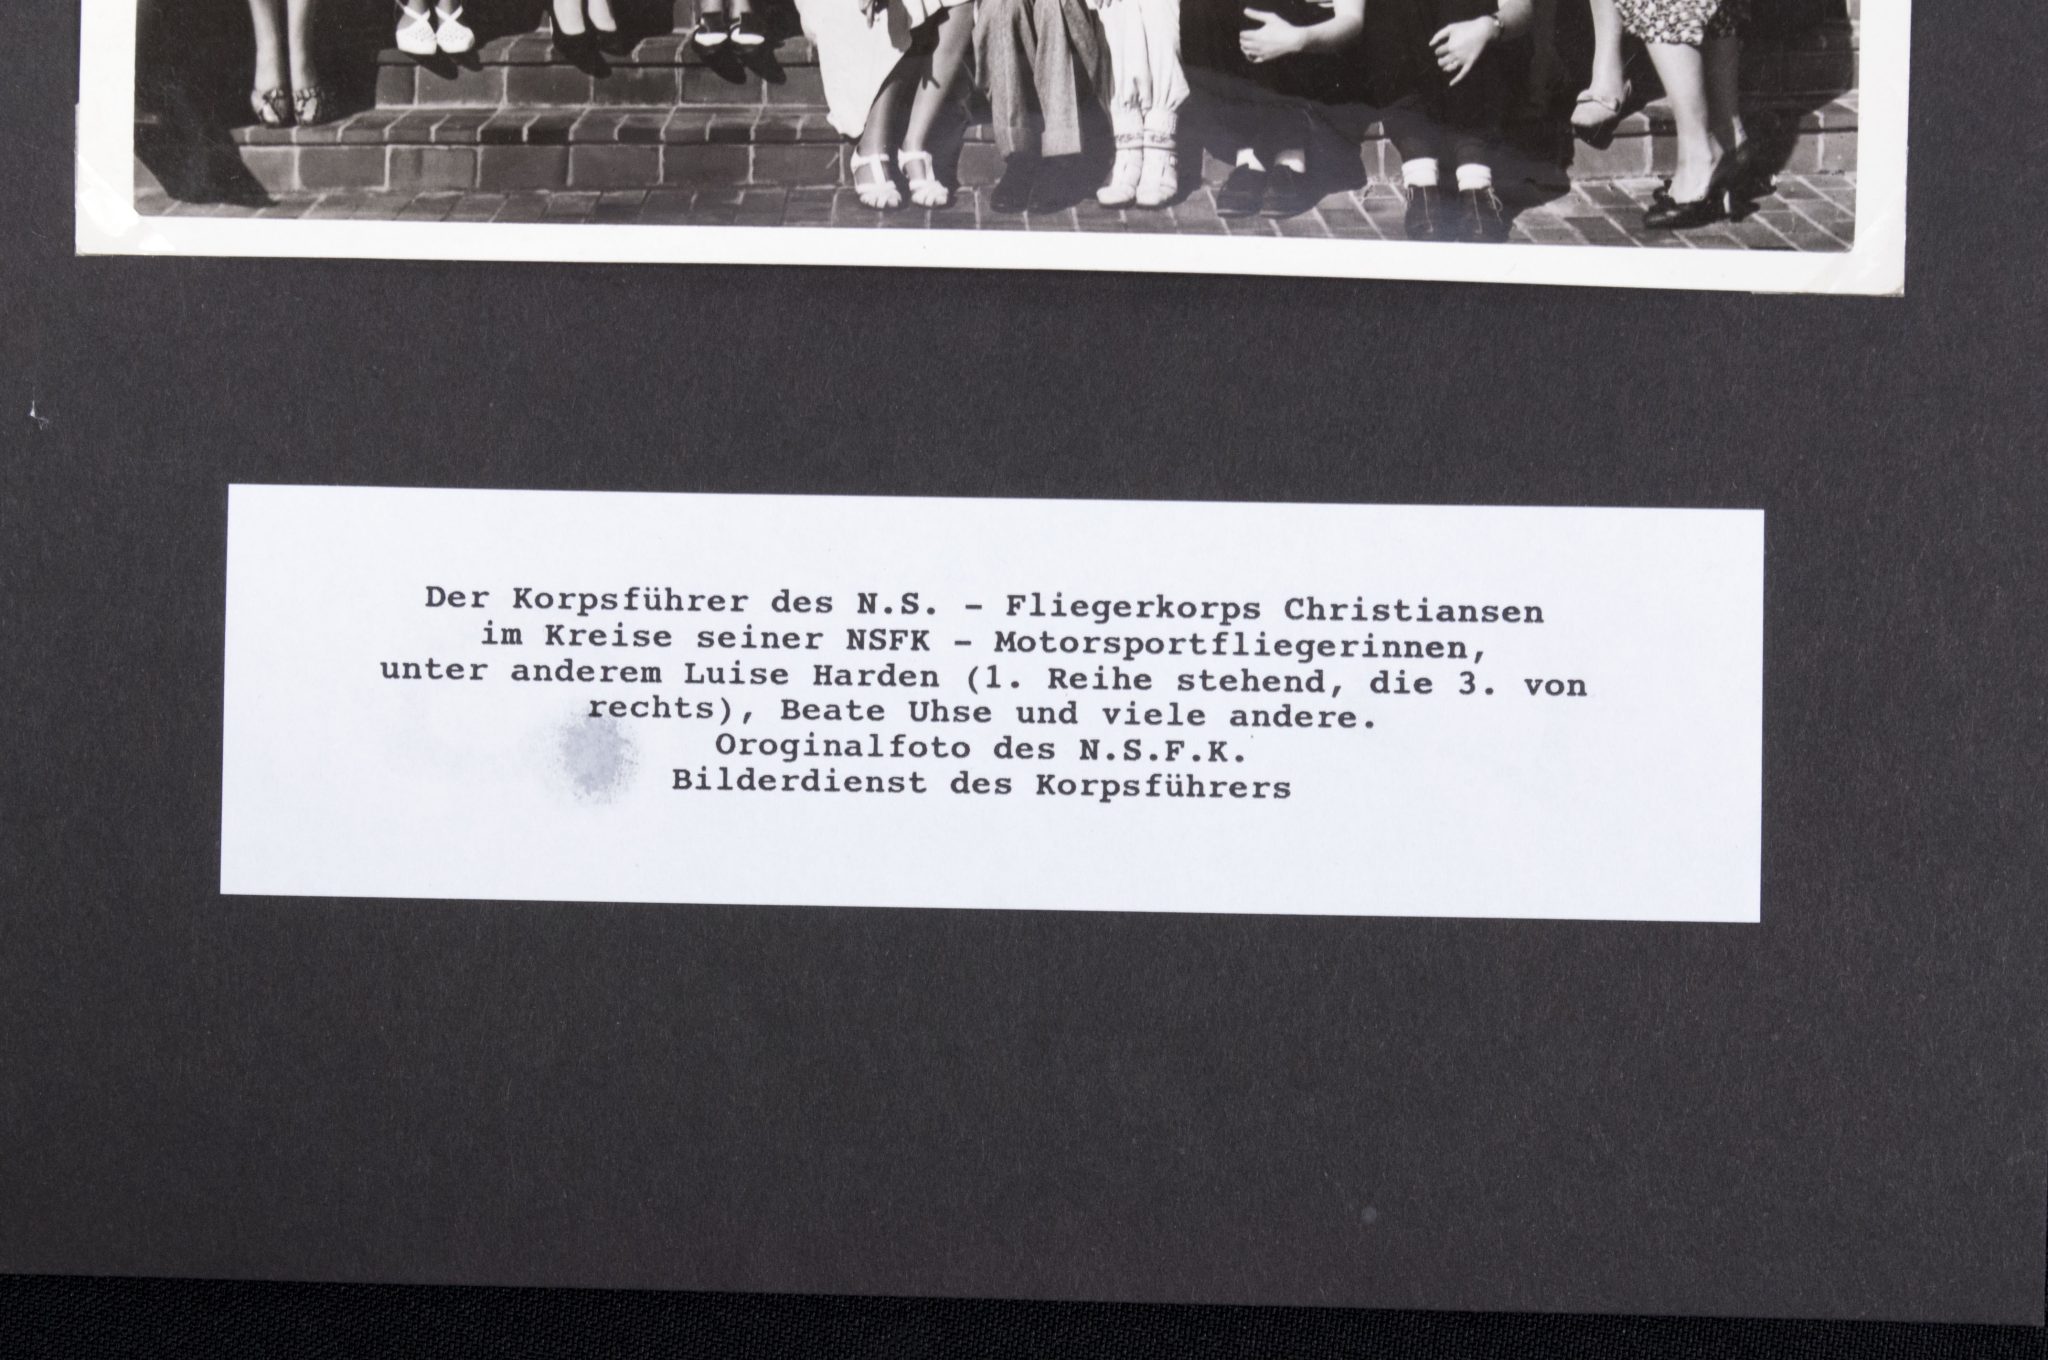 Der Korpsführer des N.S. - Fliegerkorps Christiansen
im Kreise seiner NSFK - Motorsportfliegerinnen,
unter anderem Luise Harden (1. Reihe stehend, die 3. von
rechts), Beate Uhse und viele andere.
Oroginalfoto des N.S.F.K.
Bilderdienst des Korpsführers